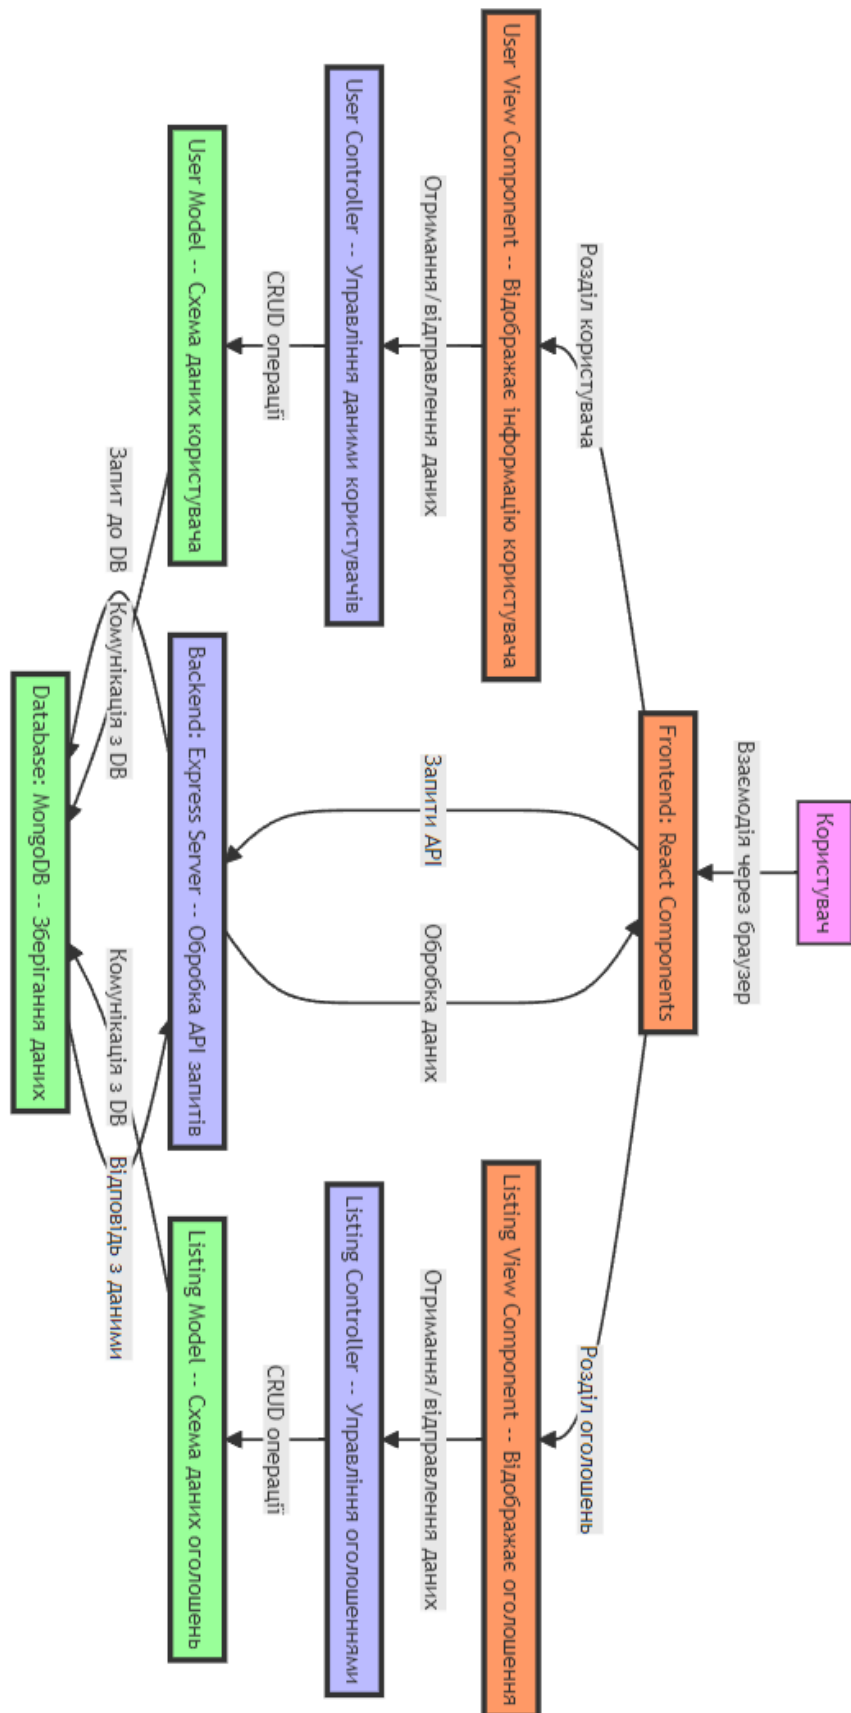 Користувач
Взаємодія через браузер
Frontend: React Components
Розділ користувача
Розділ оголошень
User View Component -- Відображає інформацію користувача
Listing View Component -- Відображає оголошення
Отримання/відправлення даних
Запити API
Обробка даних
Отримання/відправлення даних
User Controller -- Управління даними користувачів
Listing Controller -- Управління оголошеннями
CRUD операції
CRUD операції
User Model -- Схема даних користувача
Backend: Express Server -- Обробка API запитів
Listing Model -- Схема даних оголошень
Запит до DB
Комунікація з DB
Комунікація з DB
Відповідь з даними
Database: MongoDB -- Зберігання даних